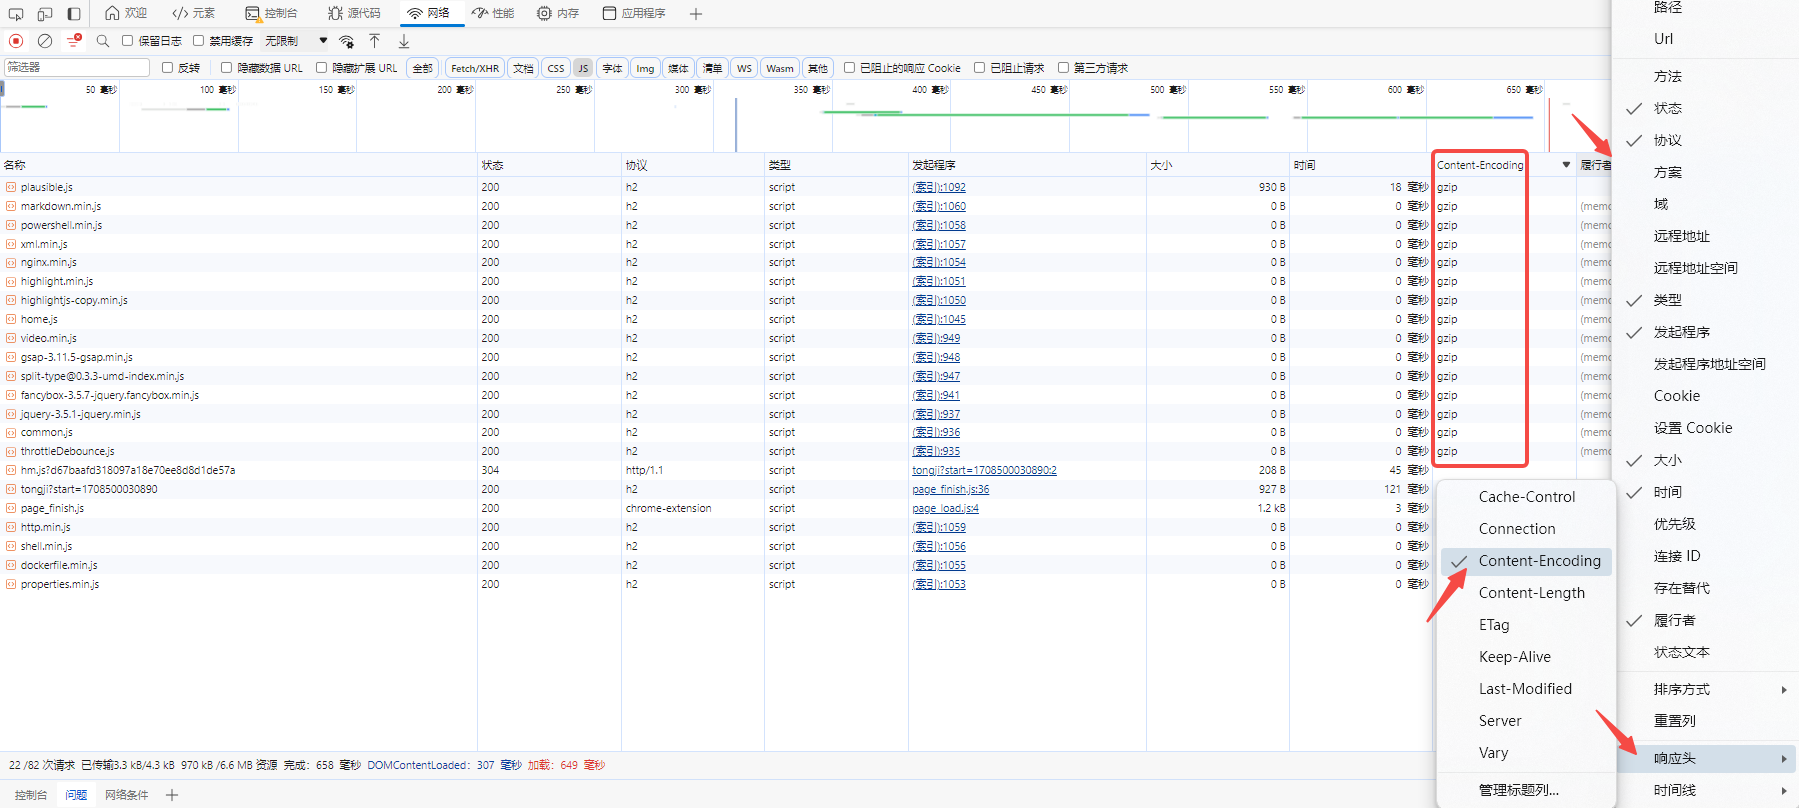 欢迎 元素 控制台 源代码 网络 性能 内存 应用程序
保留日志 禁用缓存 无限制
筛选器 反转 隐藏数据 URL 隐藏扩展 URL 全部 Fetch/XHR 文档 CSS JS 字体 Img 媒体 清单 WS Wasm 其他 已阻止的响应 Cookie 已阻止请求 第三方请求
50 毫秒 100 毫秒 150 毫秒 200 毫秒 250 毫秒 300 毫秒 350 毫秒 400 毫秒 450 毫秒 500 毫秒 550 毫秒 600 毫秒 650 毫秒
名称 状态 协议 类型 发起程序 大小 时间 Content-Encoding 履行者
plausible.js 200 h2 script (索引):1092 930 B 18 毫秒 gzip
markdown.min.js 200 h2 script (索引):1060 0 B 0 毫秒 gzip (memo
powershell.min.js 200 h2 script (索引):1058 0 B 0 毫秒 gzip (memo
xml.min.js 200 h2 script (索引):1057 0 B 0 毫秒 gzip (memo
nginx.min.js 200 h2 script (索引):1054 0 B 0 毫秒 gzip (memo
highlight.min.js 200 h2 script (索引):1051 0 B 0 毫秒 gzip (memo
highlightjs-copy.min.js 200 h2 script (索引):1050 0 B 0 毫秒 gzip (memo
home.js 200 h2 script (索引):1045 0 B 0 毫秒 gzip (memo
video.min.js 200 h2 script (索引):949 0 B 0 毫秒 gzip (memo
gsap-3.11.5-gsap.min.js 200 h2 script (索引):948 0 B 0 毫秒 gzip (memo
split-type@0.3.3-umd-index.min.js 200 h2 script (索引):947 0 B 0 毫秒 gzip (memo
fancybox-3.5.7-jquery.fancybox.min.js 200 h2 script (索引):941 0 B 0 毫秒 gzip (memo
jquery-3.5.1-jquery.min.js 200 h2 script (索引):937 0 B 0 毫秒 gzip (memo
common.js 200 h2 script (索引):936 0 B 0 毫秒 gzip (memo
throttleDebounce.js 200 h2 script (索引):935 0 B 0 毫秒 gzip (memo
hm.js?d67baafd318097a18e70ee8d8d1de57a 304 http/1.1 script tongji?start=1708500030890:2 208 B 45 毫秒
tongji?start=1708500030890 200 h2 script page_finish.js:36 927 B 121 毫秒
page_finish.js 200 chrome-extension script page_load.js:4 1.2 kB 3 毫秒
http.min.js 200 h2 script (索引):1059 0 B 0 毫秒
shell.min.js 200 h2 script (索引):1056 0 B 0 毫秒
dockerfile.min.js 200 h2 script (索引):1055 0 B 0 毫秒
properties.min.js 200 h2 script (索引):1053 0 B 0 毫秒
22 /82 次请求 已传输3.3 kB/4.3 kB 970 kB /6.6 MB 资源 完成: 658 毫秒 DOMContentLoaded: 307 毫秒 加载: 649 毫秒
控制台 问题 网络条件
路径
Url
方法
状态
协议
方案
域
远程地址
远程地址空间
类型
发起程序
发起程序地址空间
Cookie
设置 Cookie
大小
时间
优先级
连接 ID
存在替代
履行者
状态文本
排序方式
重置列
响应头
时间线
Cache-Control
Connection
Content-Encoding
Content-Length
ETag
Keep-Alive
Last-Modified
Server
Vary
管理标题列...